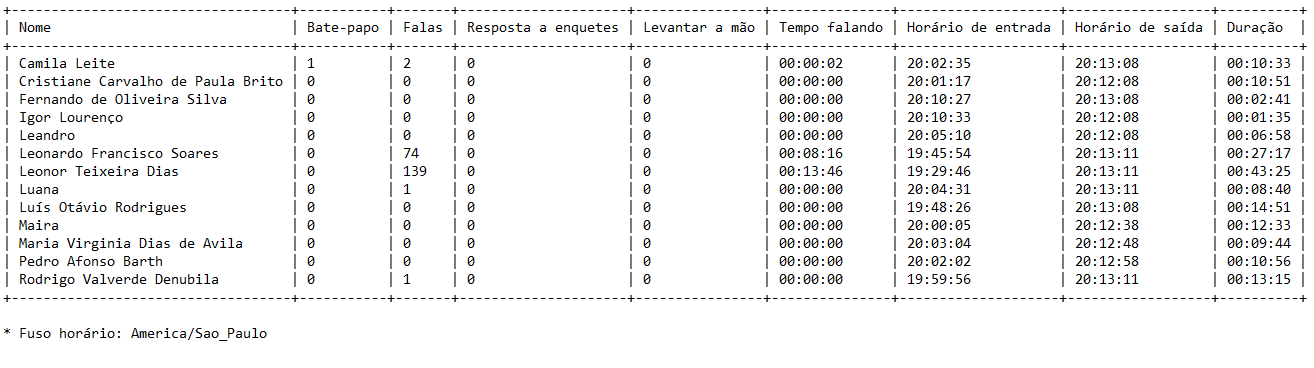 +-----------------------------------+-----------+-------+--------------------+----------------+---------------+--------------------+------------------+----------+
| Nome | Bate-papo | Falas | Resposta a enquetes | Levantar a mão | Tempo falando | Horário de entrada | Horário de saída | Duração |
+-----------------------------------+-----------+-------+--------------------+----------------+---------------+--------------------+------------------+----------+
| Camila Leite | 1 | 2 | 0 | 0 | 00:00:02 | 20:02:35 | 20:13:08 | 00:10:33 |
| Cristiane Carvalho de Paula Brito | 0 | 0 | 0 | 0 | 00:00:00 | 20:01:17 | 20:12:08 | 00:10:51 |
| Fernando de Oliveira Silva | 0 | 0 | 0 | 0 | 00:00:00 | 20:10:27 | 20:13:08 | 00:02:41 |
| Igor Lourenço | 0 | 0 | 0 | 0 | 00:00:00 | 20:10:33 | 20:12:08 | 00:01:35 |
| Leandro | 0 | 0 | 0 | 0 | 00:00:00 | 20:05:10 | 20:12:08 | 00:06:58 |
| Leonardo Francisco Soares | 0 | 74 | 0 | 0 | 00:08:16 | 19:45:54 | 20:13:11 | 00:27:17 |
| Leonor Teixeira Dias | 0 | 139 | 0 | 0 | 00:13:46 | 19:29:46 | 20:13:11 | 00:43:25 |
| Luana | 0 | 1 | 0 | 0 | 00:00:00 | 20:04:31 | 20:13:11 | 00:08:40 |
| Luís Otávio Rodrigues | 0 | 0 | 0 | 0 | 00:00:00 | 19:48:26 | 20:13:08 | 00:14:51 |
| Maira | 0 | 0 | 0 | 0 | 00:00:00 | 20:00:05 | 20:12:38 | 00:12:33 |
| Maria Virginia Dias de Avila | 0 | 0 | 0 | 0 | 00:00:00 | 20:03:04 | 20:12:48 | 00:09:44 |
| Pedro Afonso Barth | 0 | 0 | 0 | 0 | 00:00:00 | 20:02:02 | 20:12:58 | 00:10:56 |
| Rodrigo Valverde Denubila | 0 | 1 | 0 | 0 | 00:00:00 | 19:59:56 | 20:13:11 | 00:13:15 |
+-----------------------------------+-----------+-------+--------------------+----------------+---------------+--------------------+------------------+----------+
* Fuso horário: America/Sao_Paulo